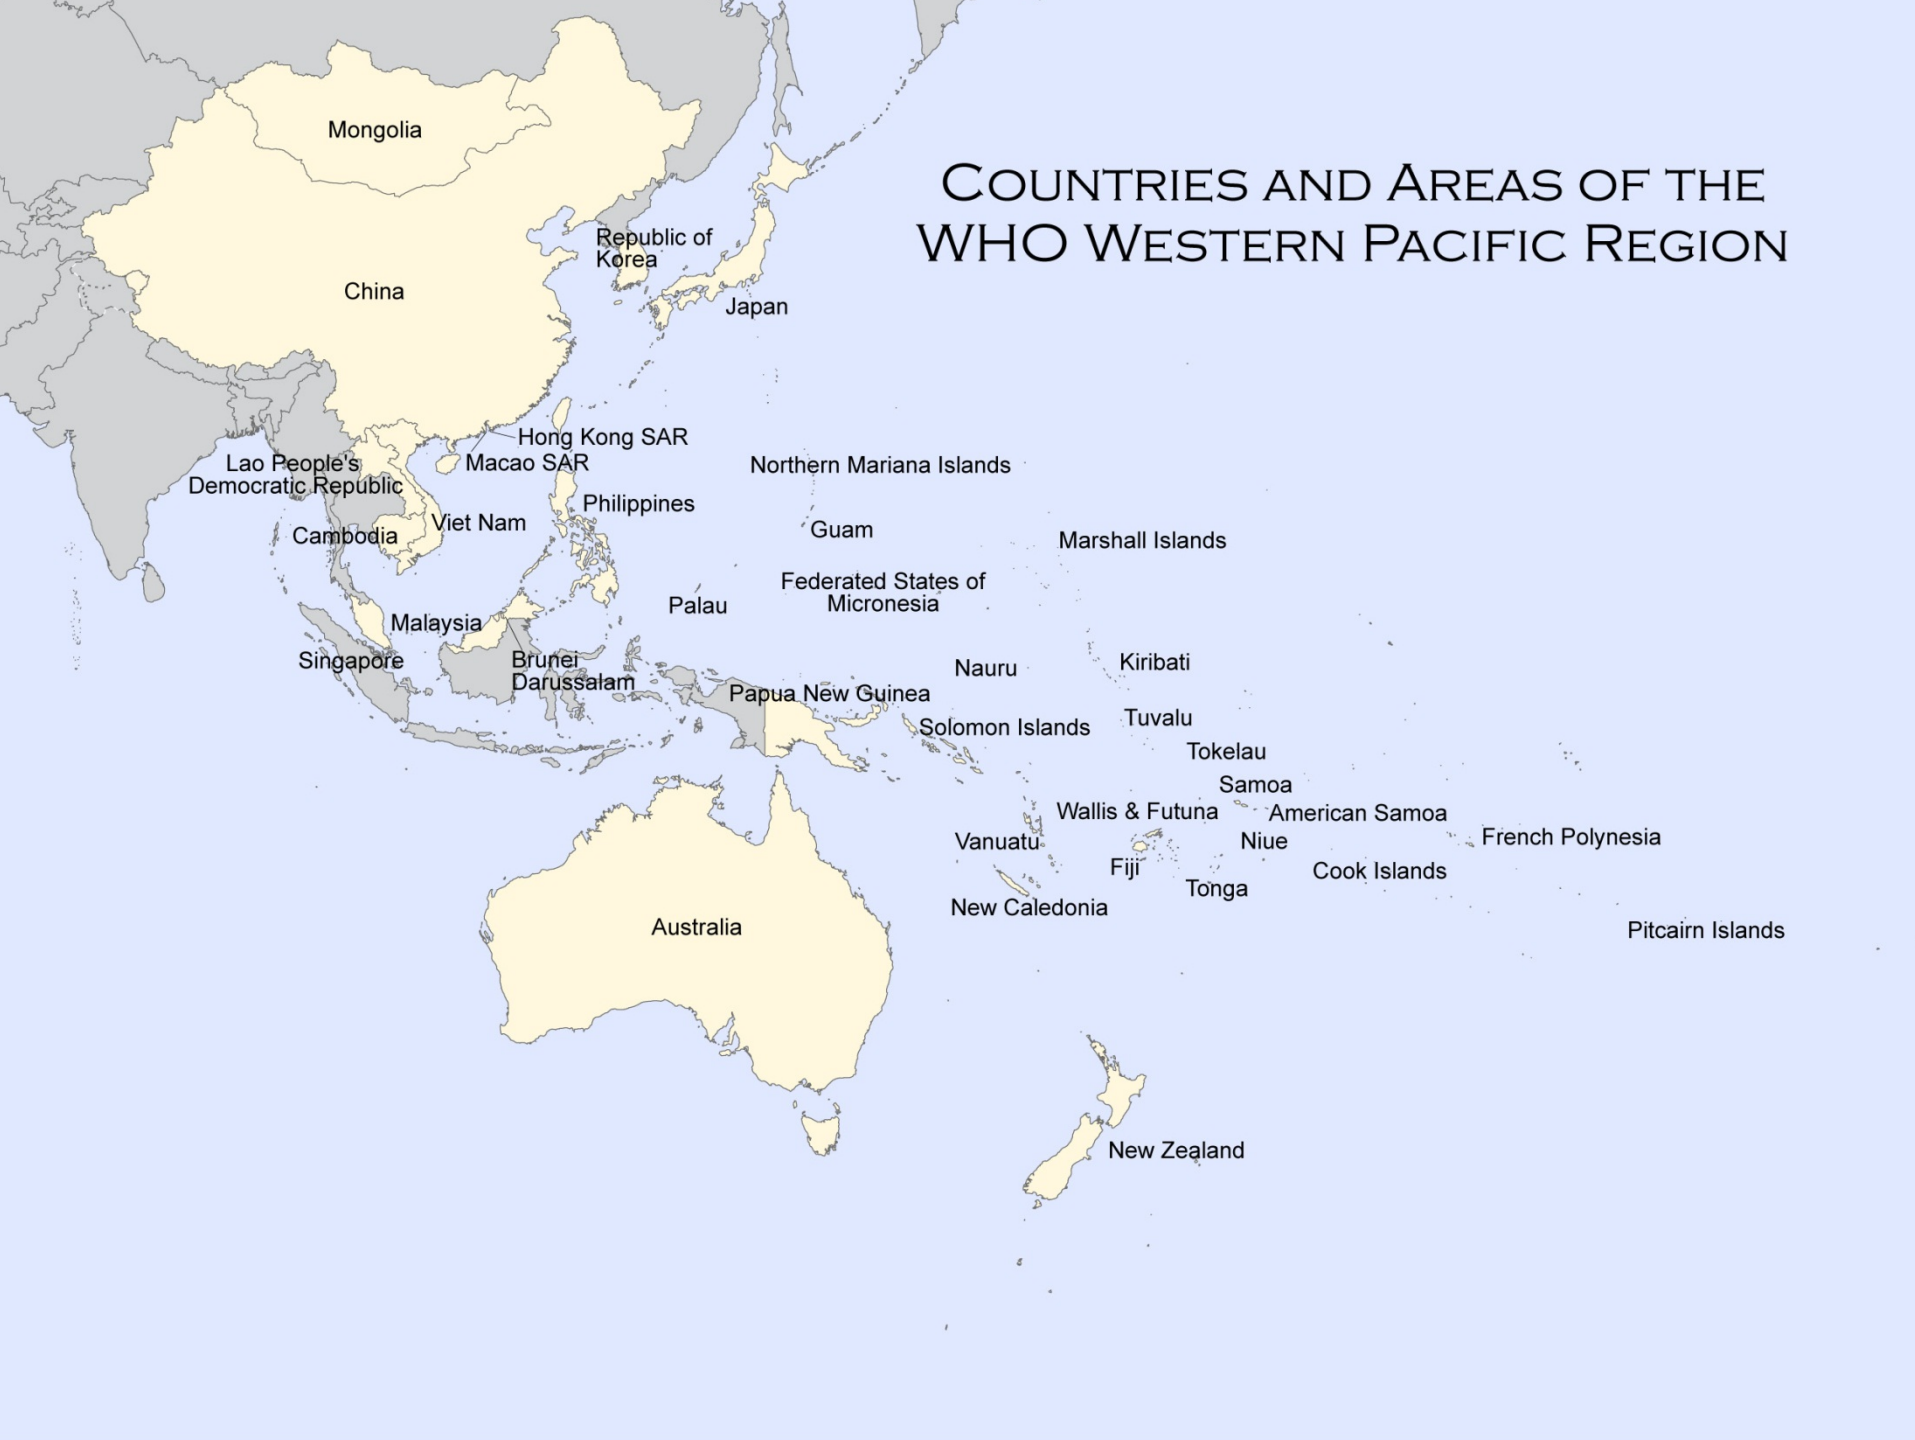 COUNTRIES AND AREAS OF THE
WHO WESTERN PACIFIC REGION
Mongolia
China
Republic of
Korea
Japan
Hong Kong SAR
Macao SAR
Lao People's
Democratic Republic
Northern Mariana Islands
Philippines
Viet Nam
Cambodia
Guam
Marshall Islands
Federated States of
Micronesia
Palau
Malaysia
Singapore
Brunei
Darussalam
Nauru
Kiribati
Papua New Guinea
Solomon Islands
Tuvalu
Tokelau
Samoa
Wallis & Futuna
American Samoa
Vanuatu
Niue
French Polynesia
Fiji
Cook Islands
Tonga
New Caledonia
Australia
Pitcairn Islands
New Zealand